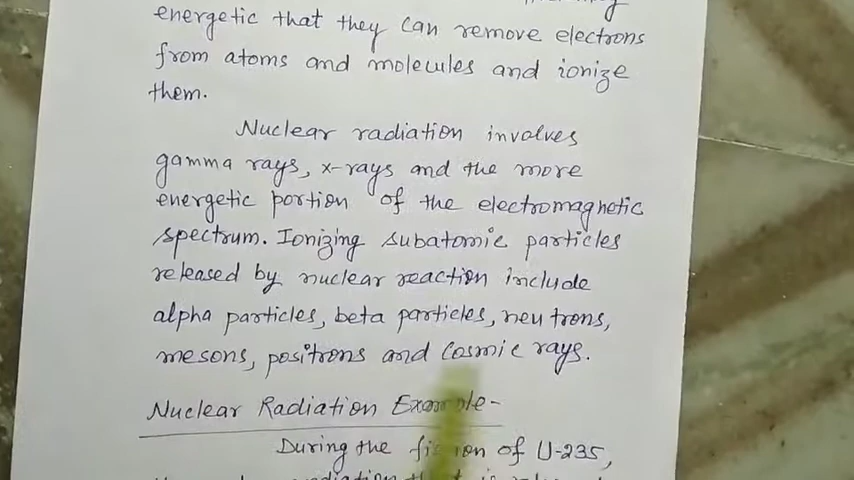 energetic that they can remove electrons
from atoms and molecules and ionize
them.
Nuclear radiation involves
gamma rays, x-rays and the more
energetic portion of the electromagnetic
spectrum. Ionizing subatomic particles
released by nuclear reaction include
alpha particles, beta particles, neutrons,
mesons, positrons and cosmic rays.
Nuclear Radiation Example-
During the fission of U-235,